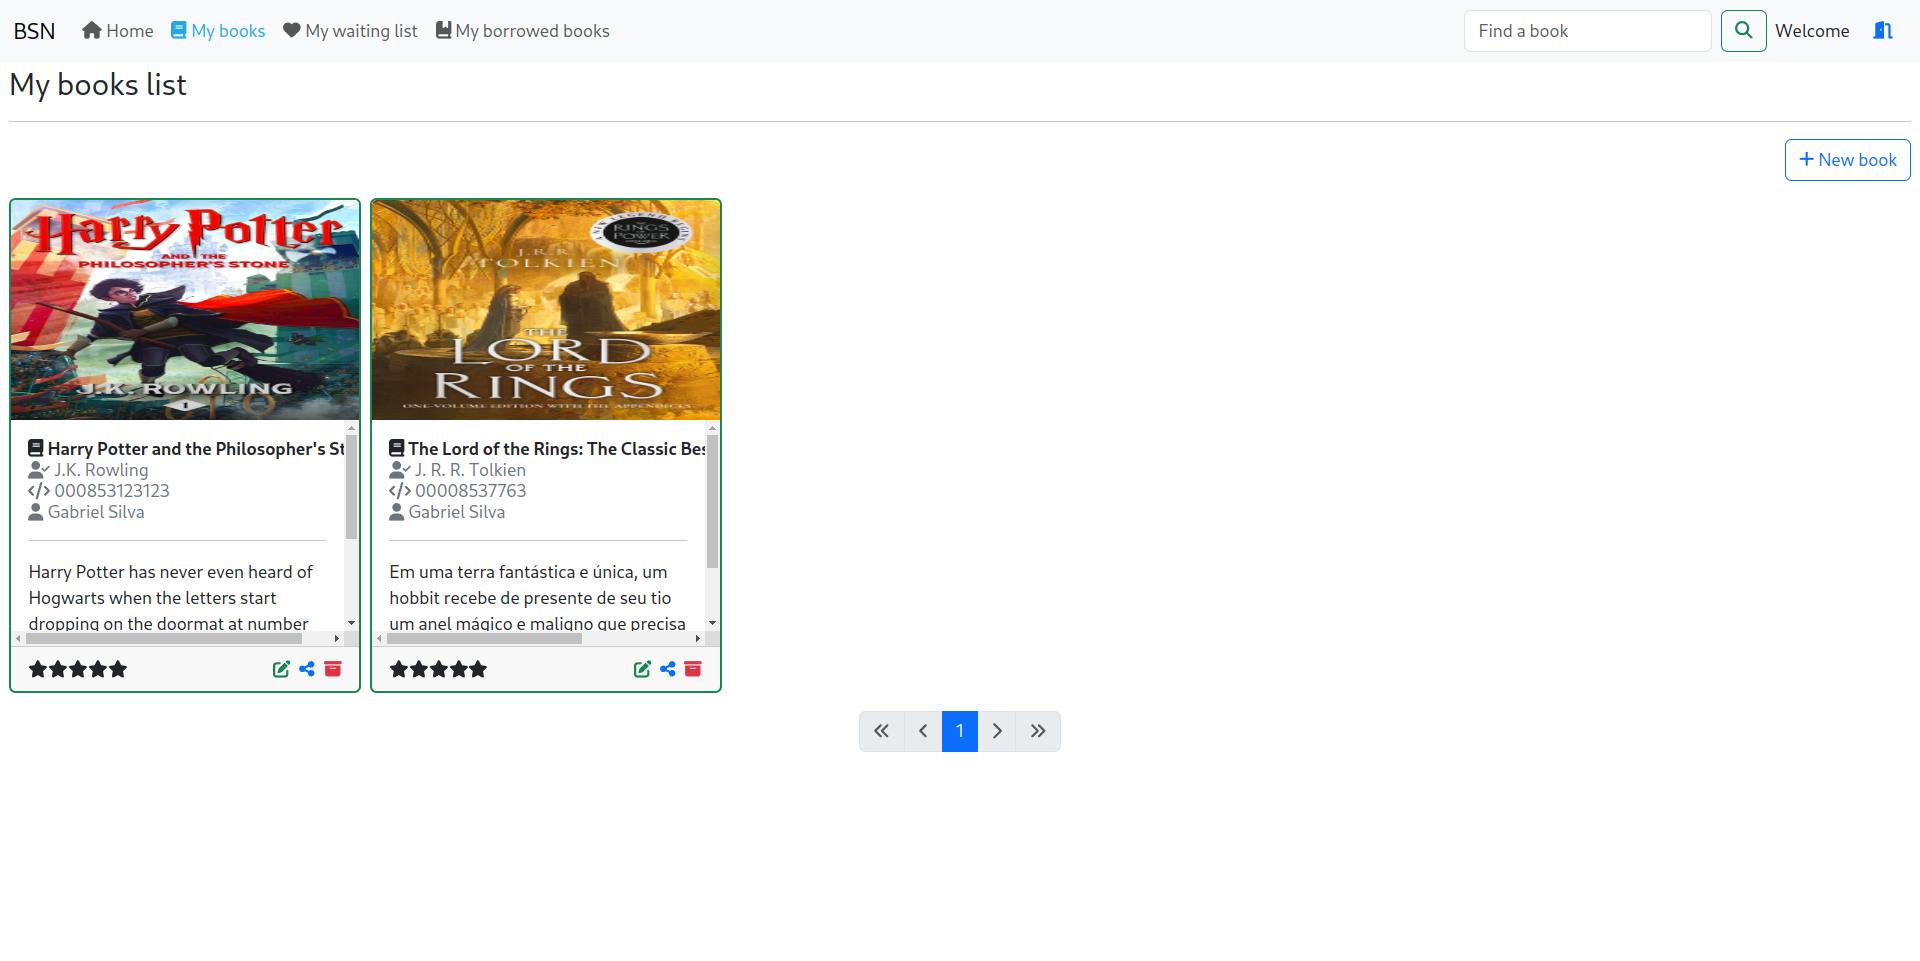 BSN Home My books My waiting list My borrowed books Find a book Welcome
My books list
New book
Harry Potter
AND THE
PHILOSOPHER'S STONE
J.K. ROWLING
1
A NEW LEGEND BEGINS
THE
RINGS OF
POWER
J.R.R.
TOLKIEN
THE
LORD
OF THE
RINGS
ONE-VOLUME EDITION WITH THE APPENDICES
Harry Potter and the Philosopher's St
J.K. Rowling
000853123123
Gabriel Silva
Harry Potter has never even heard of
Hogwarts when the letters start
dropping on the doormat at number
The Lord of the Rings: The Classic Bes
J. R. R. Tolkien
00008537763
Gabriel Silva
Em uma terra fantástica e única, um
hobbit recebe de presente de seu tio
um anel mágico e maligno que precisa
1